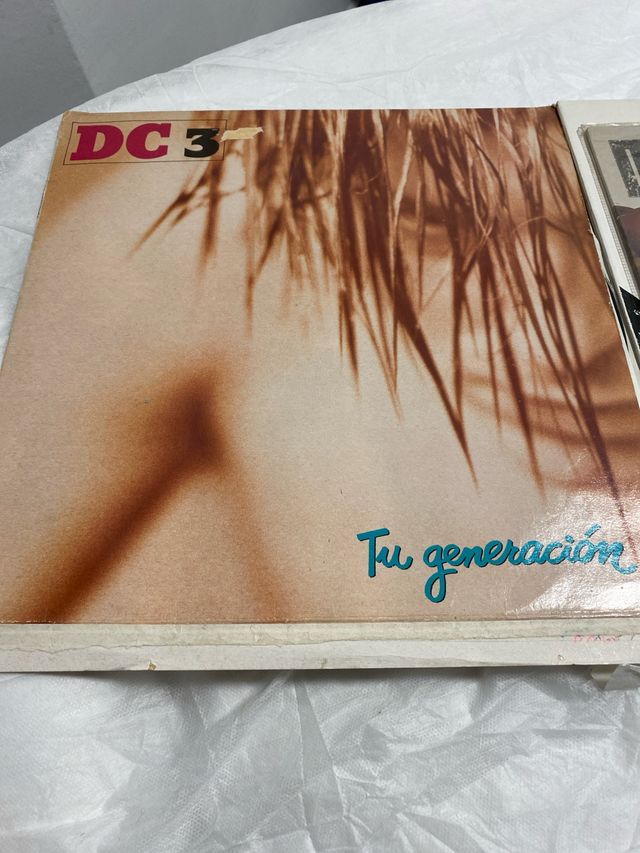 DC 3
Tu generación